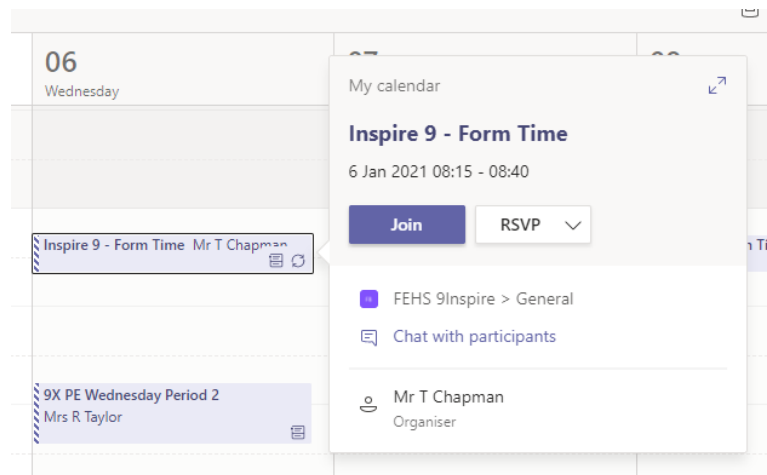 06
Wednesday
My calendar
Inspire 9 - Form Time
6 Jan 2021 08:15 - 08:40
Join
RSVP
Inspire 9 - Form Time Mr T Chapman
FEHS 9Inspire > General
Chat with participants
9X PE Wednesday Period 2
Mrs R Taylor
Mr T Chapman
Organiser